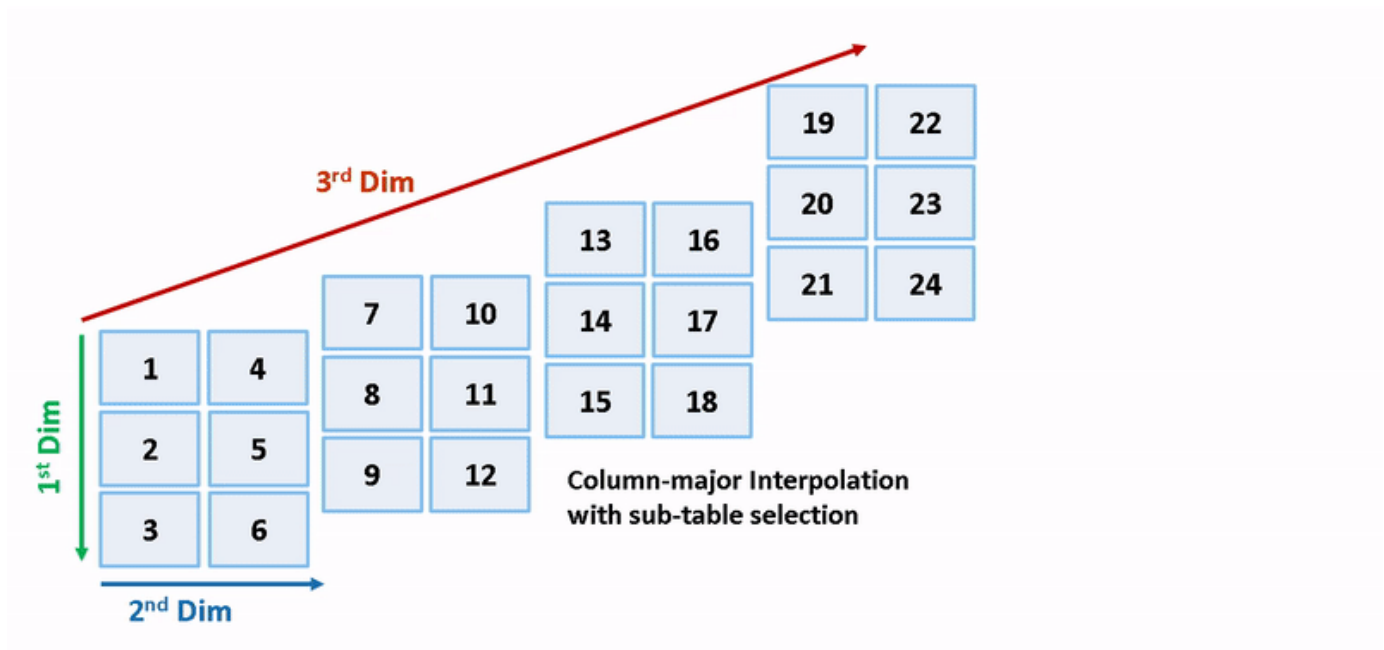 3rd Dim
19 22
20 23
21 24
13 16
14 17
15 18
7 10
8 11
9 12
1 4
2 5
3 6
1st Dim
2nd Dim
Column-major Interpolation
with sub-table selection